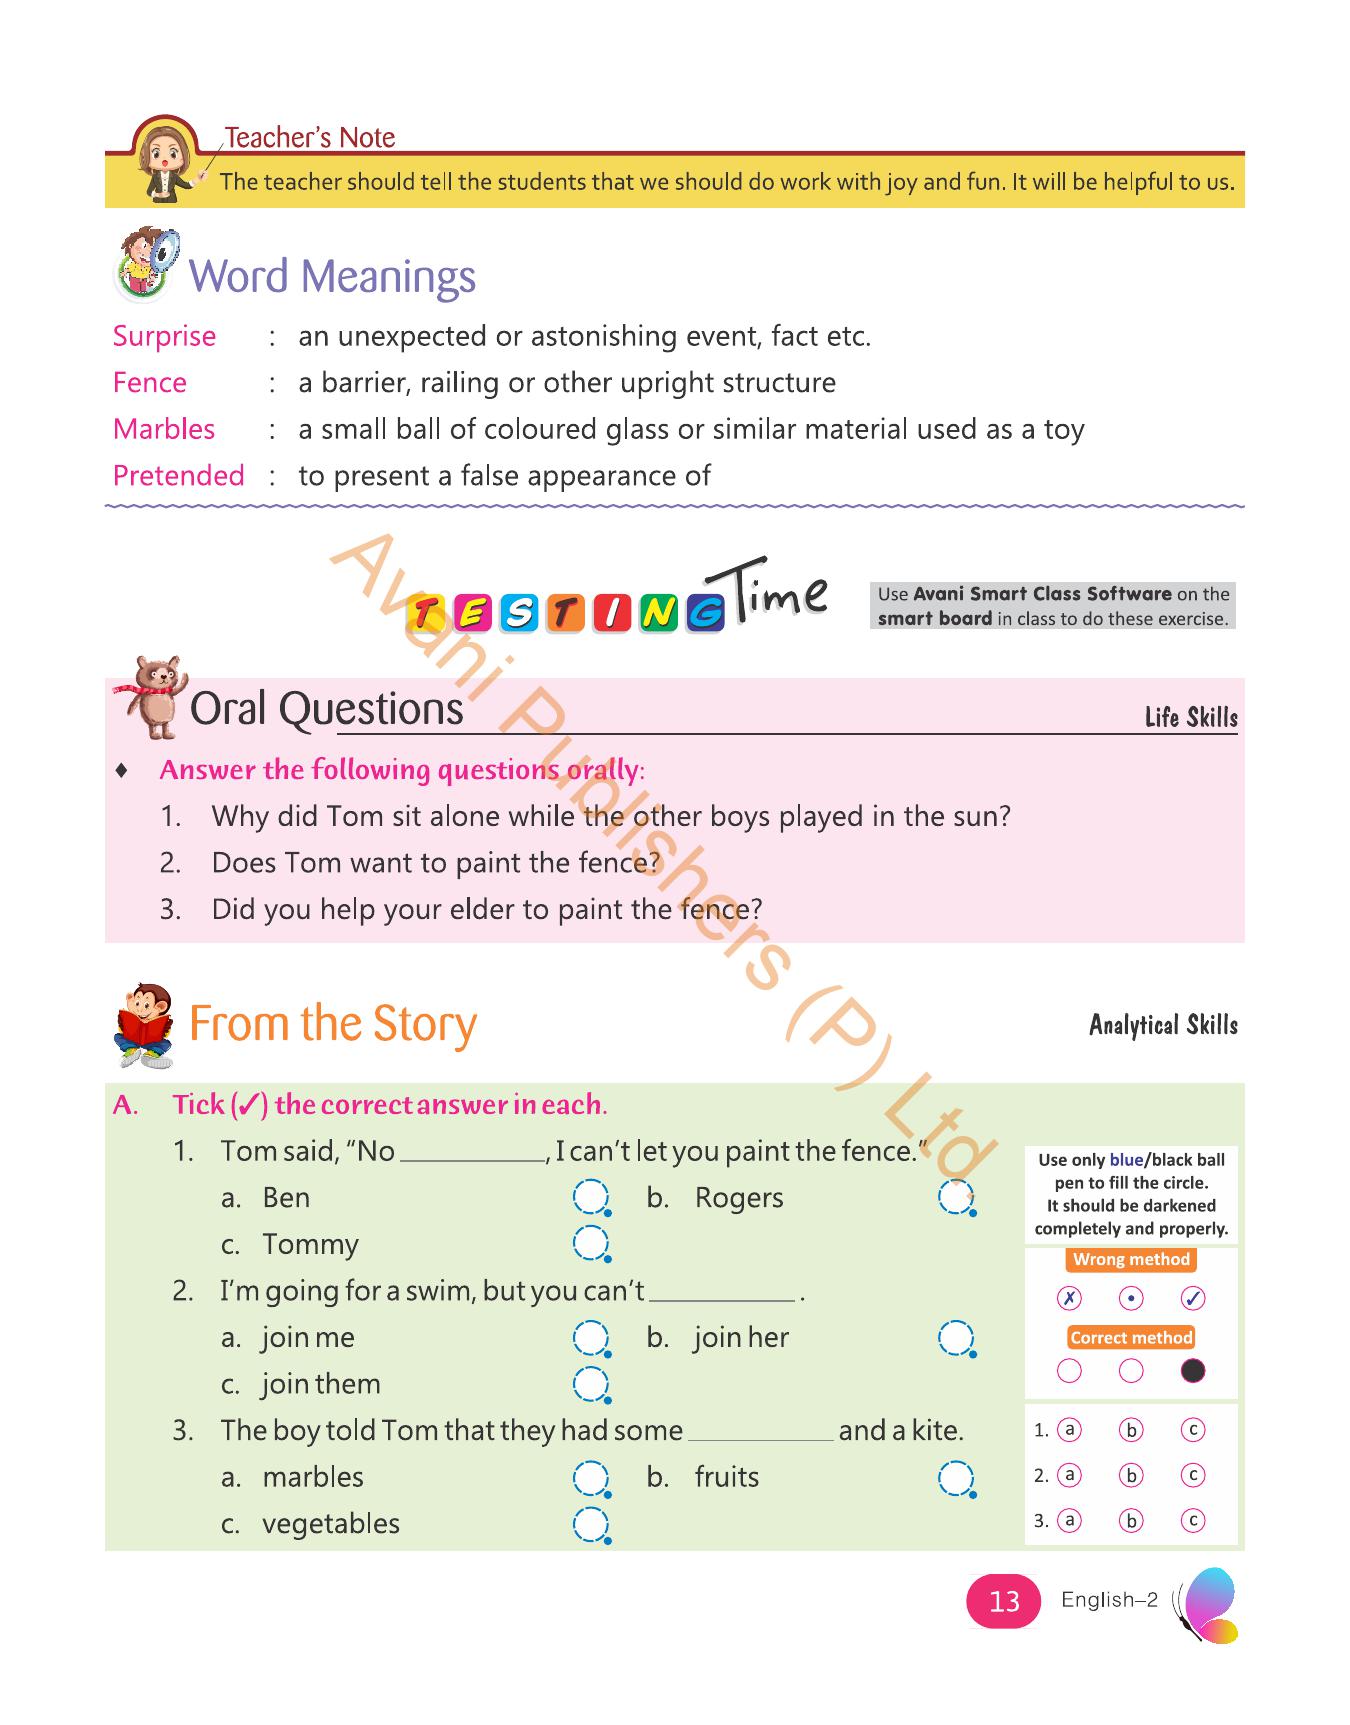 Teacher's Note
The teacher should tell the students that we should do work with joy and fun. It will be helpful to us.
Word Meanings
Surprise : an unexpected or astonishing event, fact etc.
Fence : a barrier, railing or other upright structure
Marbles : a small ball of coloured glass or similar material used as a toy
Pretended : to present a false appearance of
TESTING Time
Use Avani Smart Class Software on the
smart board in class to do these exercise.
Avani Publishers (P) Ltd.
Oral Questions
Life Skills
♦ Answer the following questions orally:
1. Why did Tom sit alone while the other boys played in the sun?
2. Does Tom want to paint the fence?
3. Did you help your elder to paint the fence?
From the Story
Analytical Skills
A. Tick (✓) the correct answer in each.
1. Tom said, “No __________, I can’t let you paint the fence.”
a. Ben b. Rogers
c. Tommy
2. I’m going for a swim, but you can’t __________ .
a. join me b. join her
c. join them
3. The boy told Tom that they had some __________ and a kite.
a. marbles b. fruits
c. vegetables
Use only blue/black ball
pen to fill the circle.
It should be darkened
completely and properly.
Wrong method
✗ • ✓
Correct method
1. a b c
2. a b c
3. a b c
13 English–2